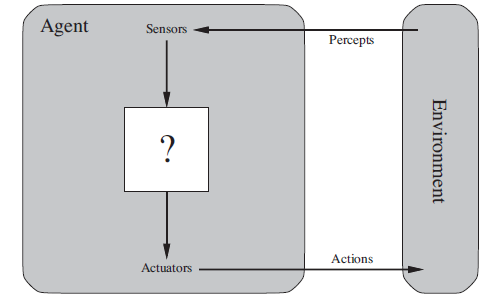 Agent
Sensors
Percepts
?
Environment
Actions
Actuators